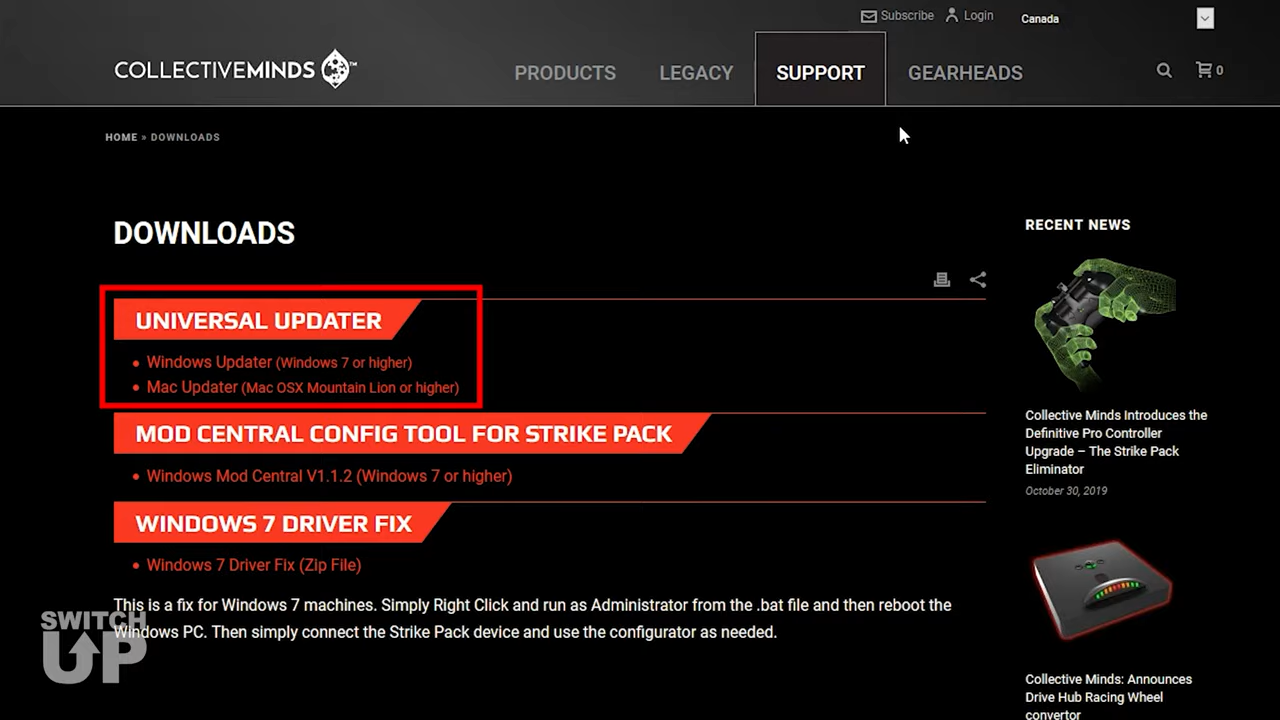 Subscribe
Login
Canada
COLLECTIVEMINDS™
PRODUCTS
LEGACY
SUPPORT
GEARHEADS
0
HOME » DOWNLOADS
DOWNLOADS
UNIVERSAL UPDATER
• Windows Updater (Windows 7 or higher)
• Mac Updater (Mac OSX Mountain Lion or higher)
MOD CENTRAL CONFIG TOOL FOR STRIKE PACK
• Windows Mod Central V1.1.2 (Windows 7 or higher)
WINDOWS 7 DRIVER FIX
• Windows 7 Driver Fix (Zip File)
This is a fix for Windows 7 machines. Simply Right Click and run as Administrator from the .bat file and then reboot the
Windows PC. Then simply connect the Strike Pack device and use the configurator as needed.
SWITCH
UP
RECENT NEWS
Collective Minds Introduces the
Definitive Pro Controller
Upgrade – The Strike Pack
Eliminator
October 30, 2019
Collective Minds: Announces
Drive Hub Racing Wheel
convertor